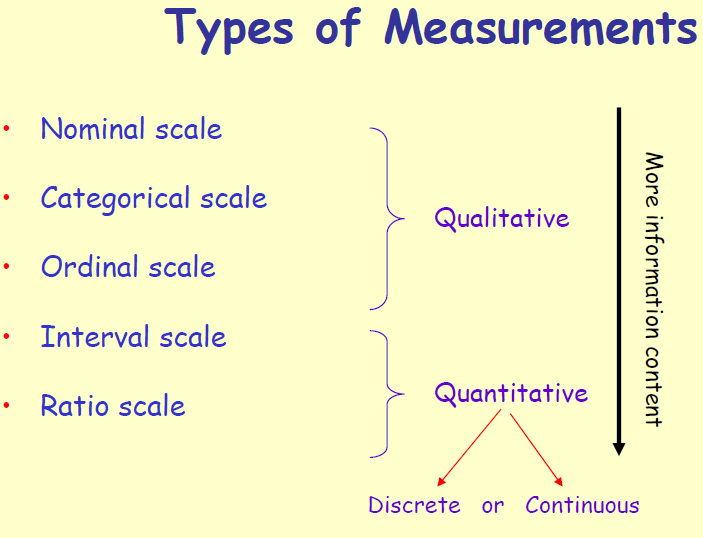 Types of Measurements
• Nominal scale
• Categorical scale
• Ordinal scale
• Interval scale
• Ratio scale
Qualitative
Quantitative
Discrete or Continuous
More information content